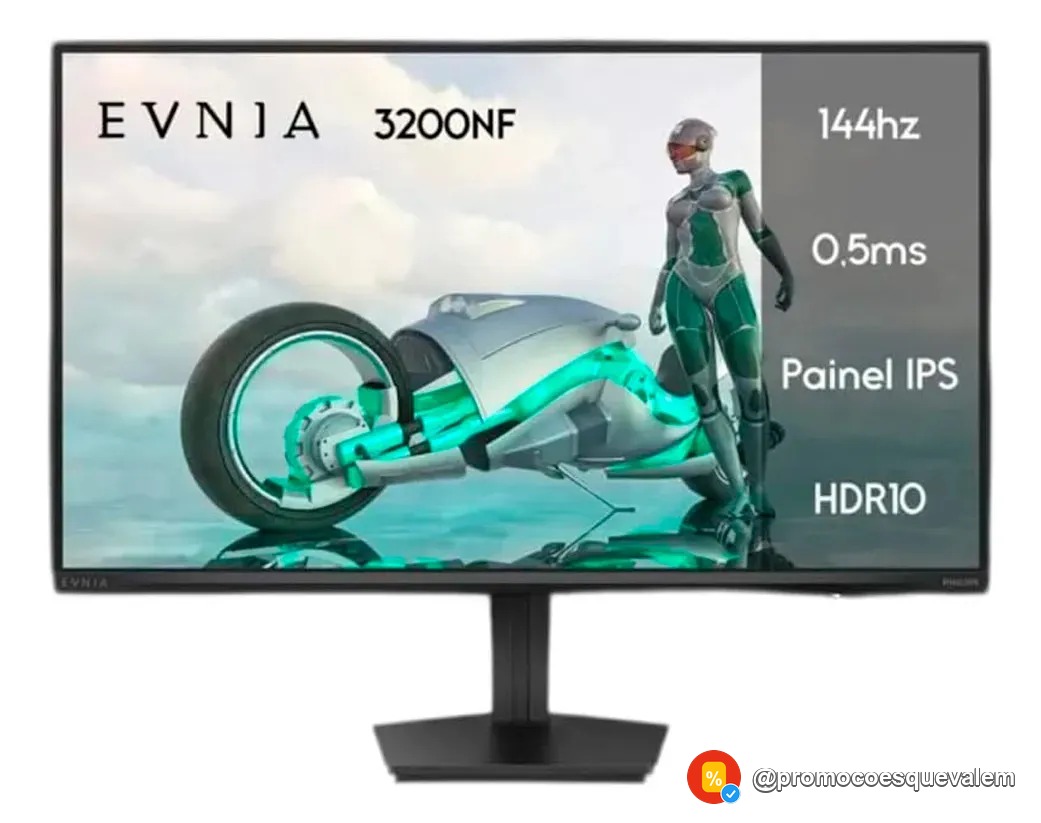 EVNIA 3200NF
144hz
0,5ms
Painel IPS
HDR10
EVNIA
PHILIPS
%
@promocoesquevalem